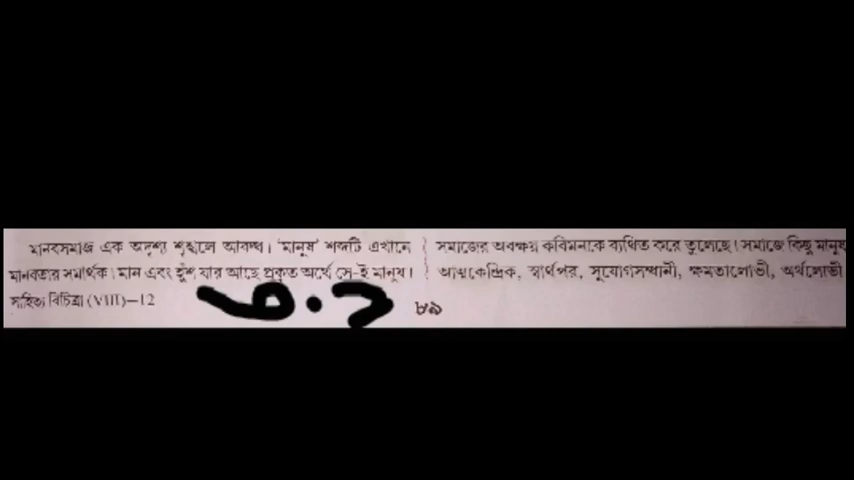 মানবসমাজ এক অদৃশ্য শৃঙ্খলে আবদ্ধ। 'মানুষ' শব্দটি এখানে
মানবতার সমার্থক। মান এবং হুঁশ যার আছে প্রকৃত অর্থে সে-ই মানুষ।
সাহিত্য বিচিত্রা (VIII)—12
সমাজের অবক্ষয় কবিমনকে ব্যথিত করে তুলেছে। সমাজে কিছু মানুষ
আত্মকেন্দ্রিক, স্বার্থপর, সুযোগসন্ধানী, ক্ষমতালোভী, অর্থলোভী
৮৯